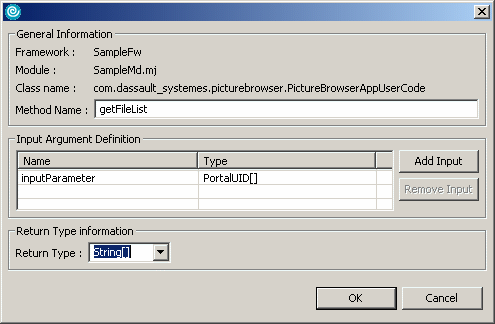 General Information
Framework : SampleFw
Module : SampleMd.mj
Class name : com.dassault_systemes.picturebrowser.PictureBrowserAppUserCode
Method Name : getFileList
Input Argument Definition
Name Type
inputParameter PortalUID[]
Add Input
Remove Input
Return Type information
Return Type : String[]
OK Cancel